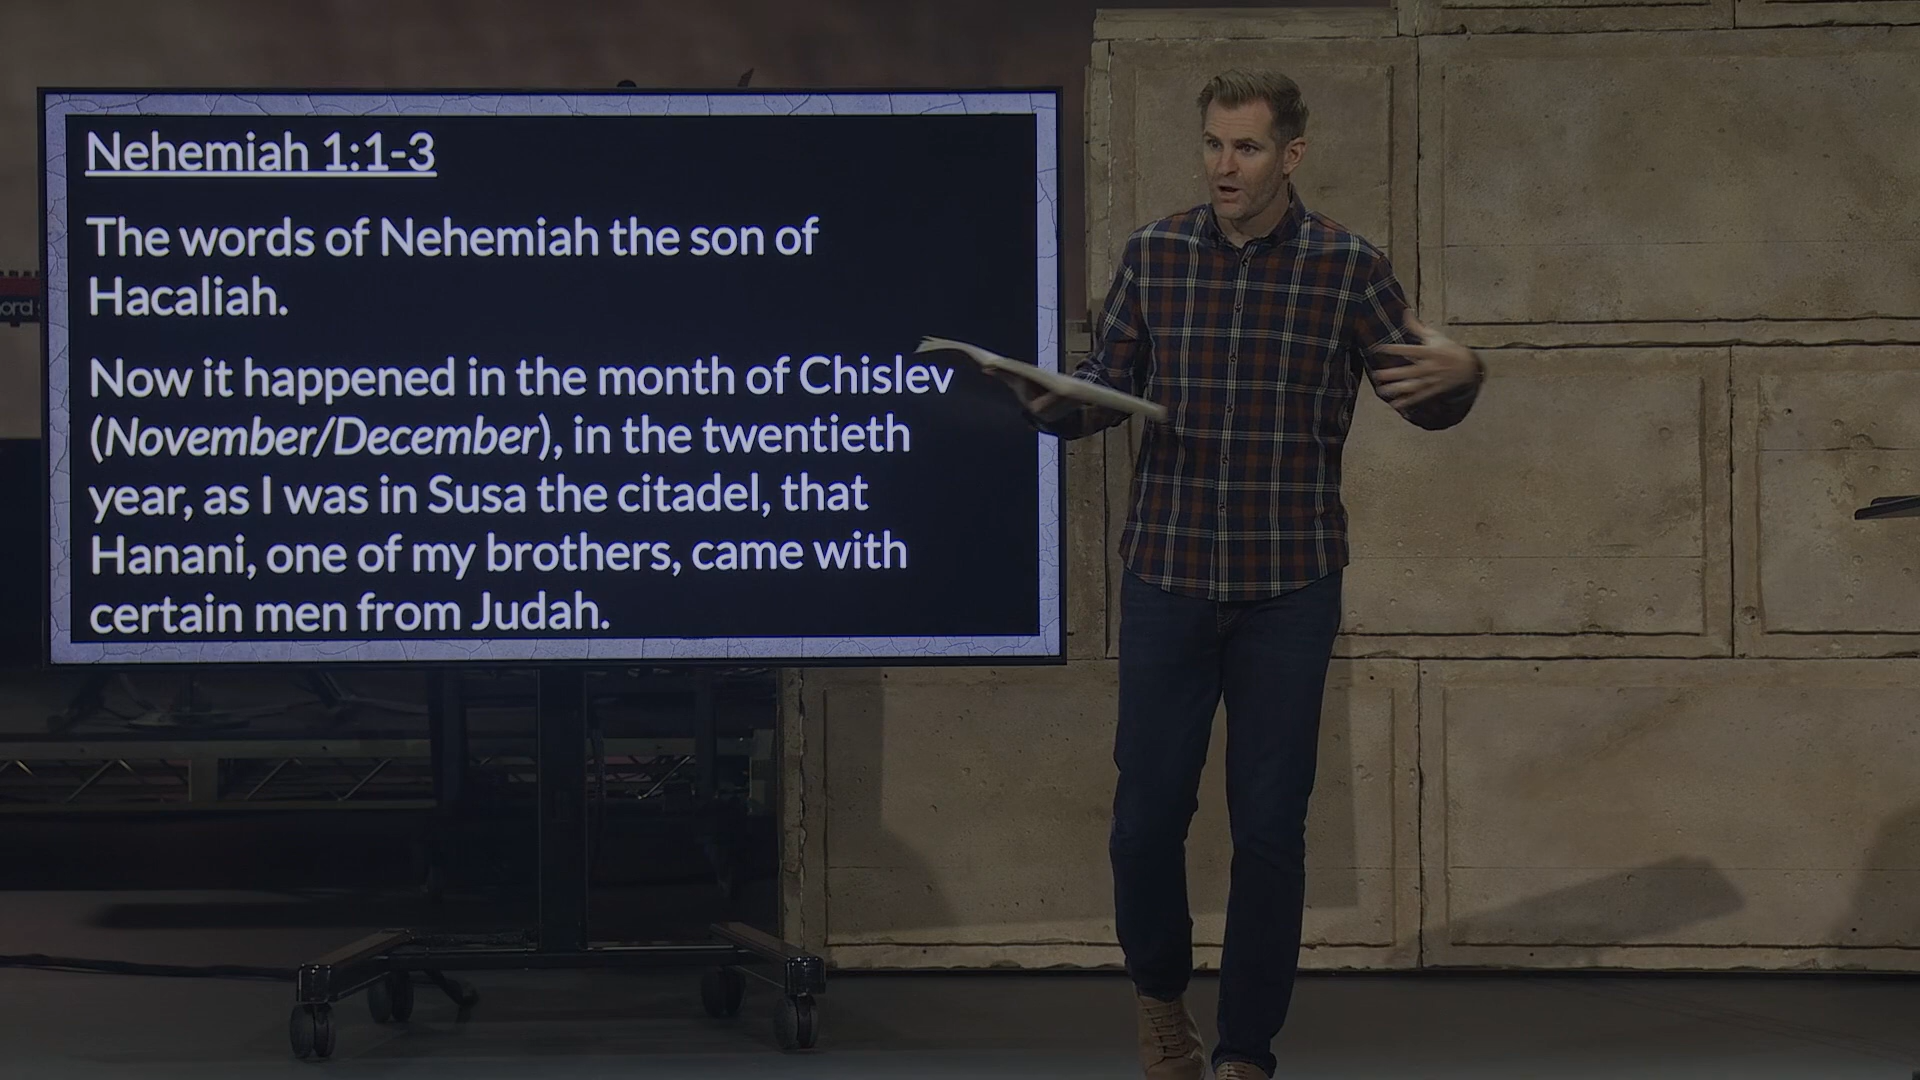 Nehemiah 1:1-3
The words of Nehemiah the son of
Hacaliah.
Now it happened in the month of Chislev
(November/December), in the twentieth
year, as I was in Susa the citadel, that
Hanani, one of my brothers, came with
certain men from Judah.